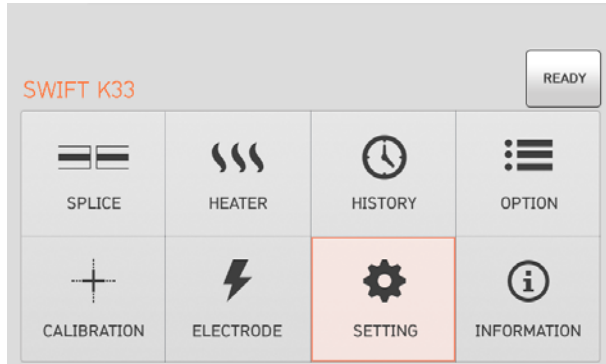 READY
SWIFT K33
SPLICE HEATER HISTORY OPTION
CALIBRATION ELECTRODE SETTING INFORMATION